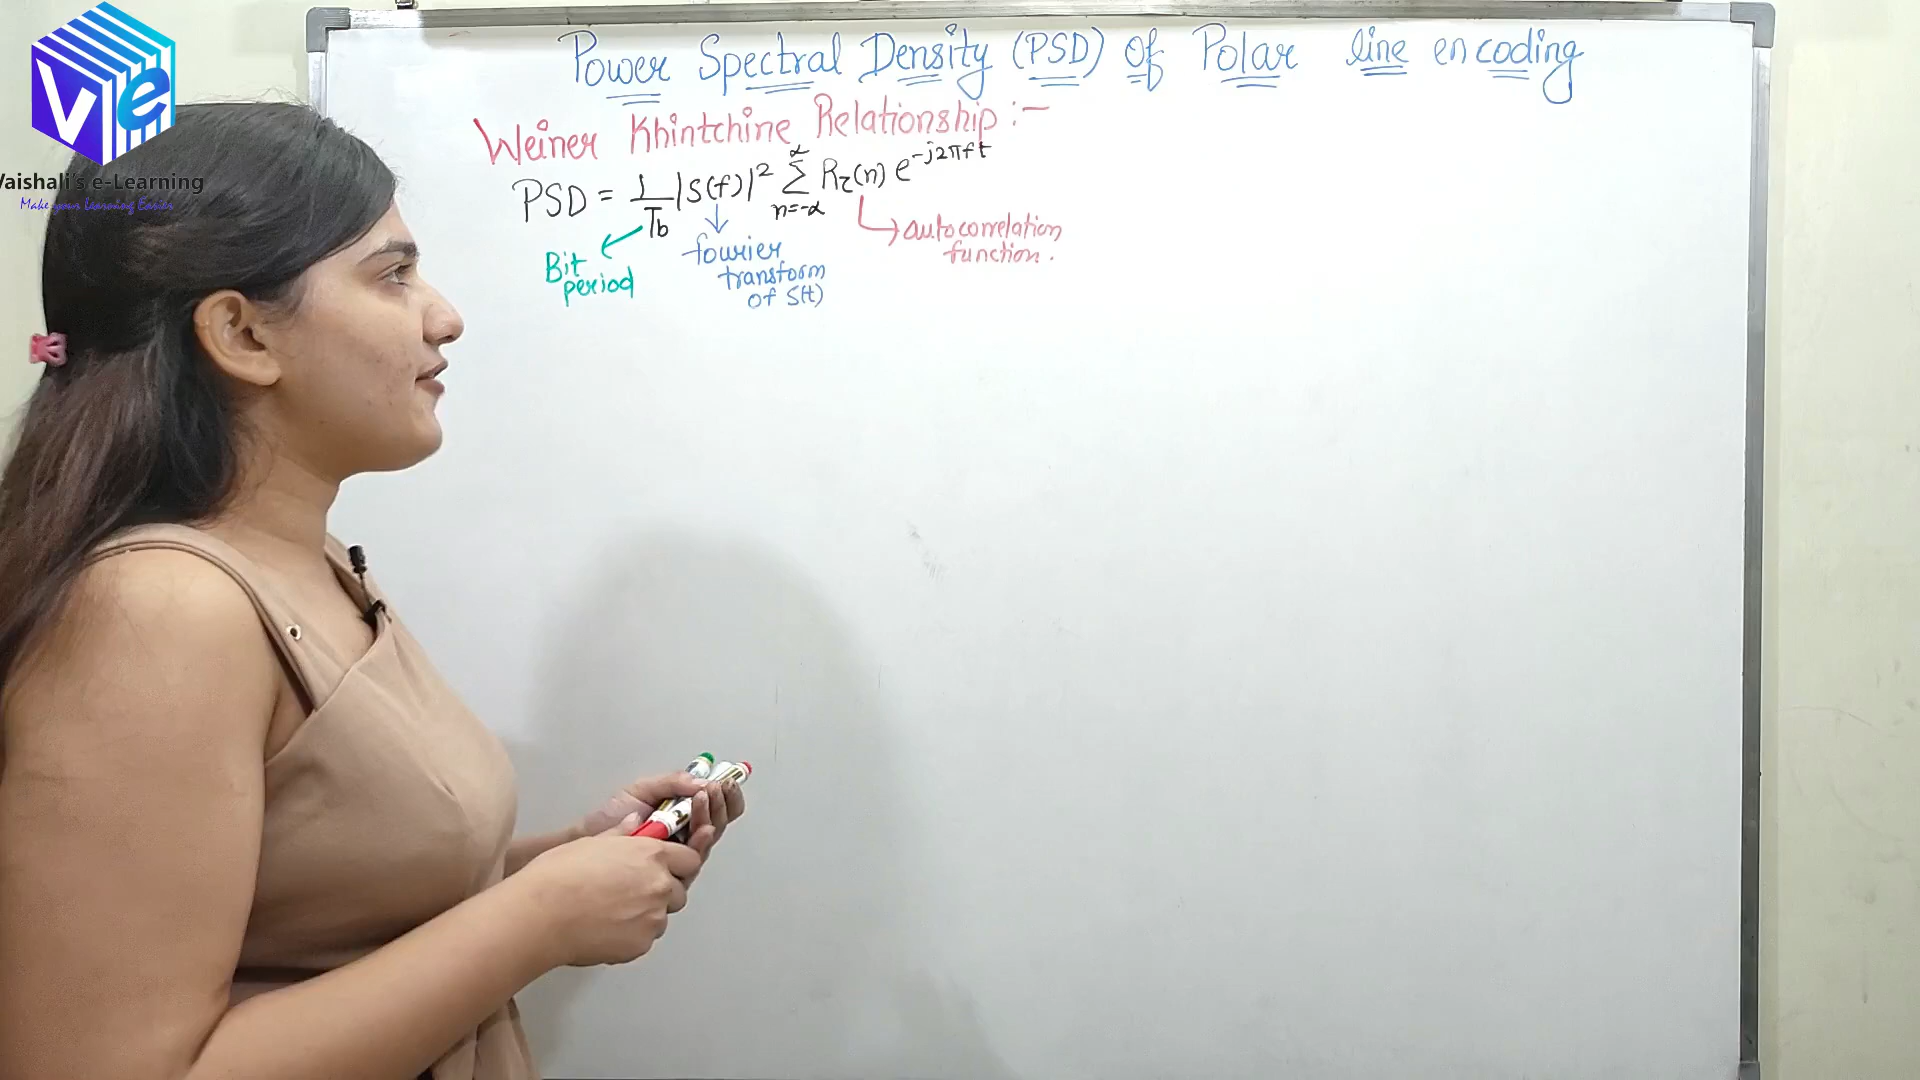 Power Spectral Density (PSD) Of Polar line encoding
Weiner Khintchine Relationship :-
PSD = 1/Tb |S(f)|² ∑ n=-α α Rz(n) e^-j2πft
Bit period
fourier transform of S(t)
autocorrelation function.
Ve
Vaishali's e-Learning
Make your Learning Easier